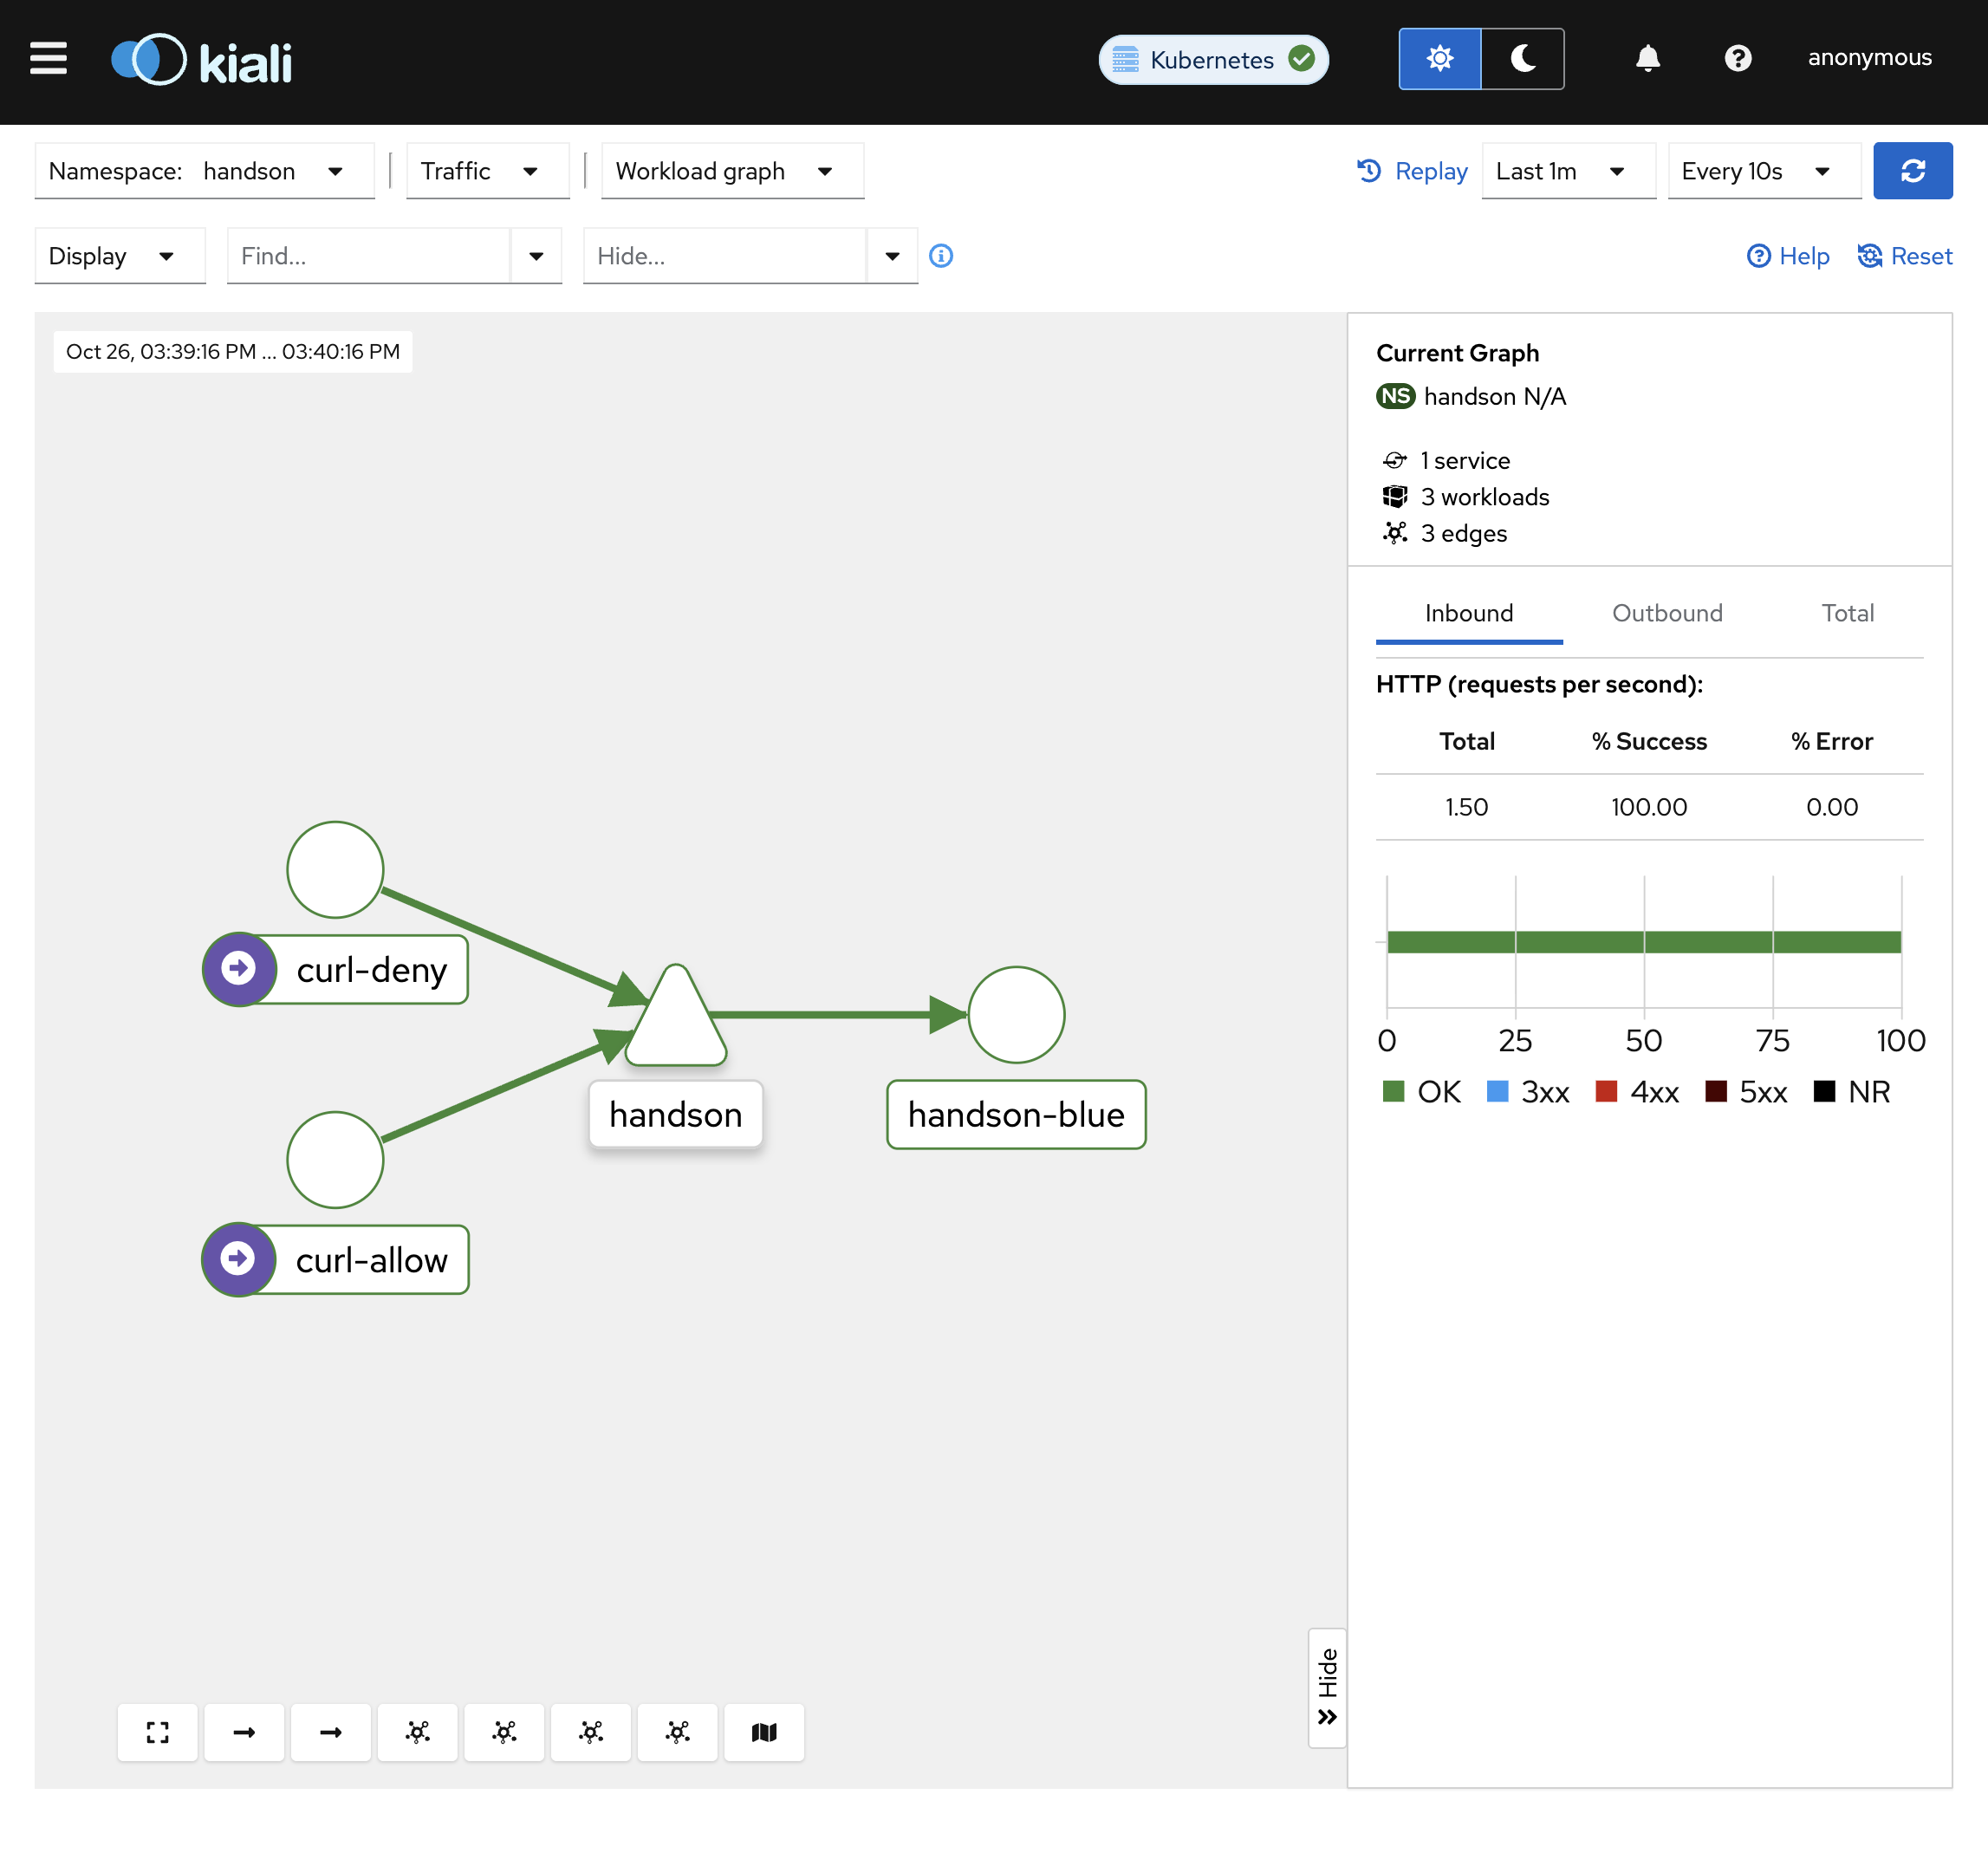 kiali
Kubernetes
anonymous
Namespace: handson
Traffic
Workload graph
Replay
Last 1m
Every 10s
Display
Find...
Hide...
Help
Reset
Oct 26, 03:39:16 PM ... 03:40:16 PM
Current Graph
NS handson N/A
1 service
3 workloads
3 edges
Inbound
Outbound
Total
HTTP (requests per second):
Total % Success % Error
1.50 100.00 0.00
0 25 50 75 100
OK 3xx 4xx 5xx NR
curl-deny
handson
handson-blue
curl-allow
Hide